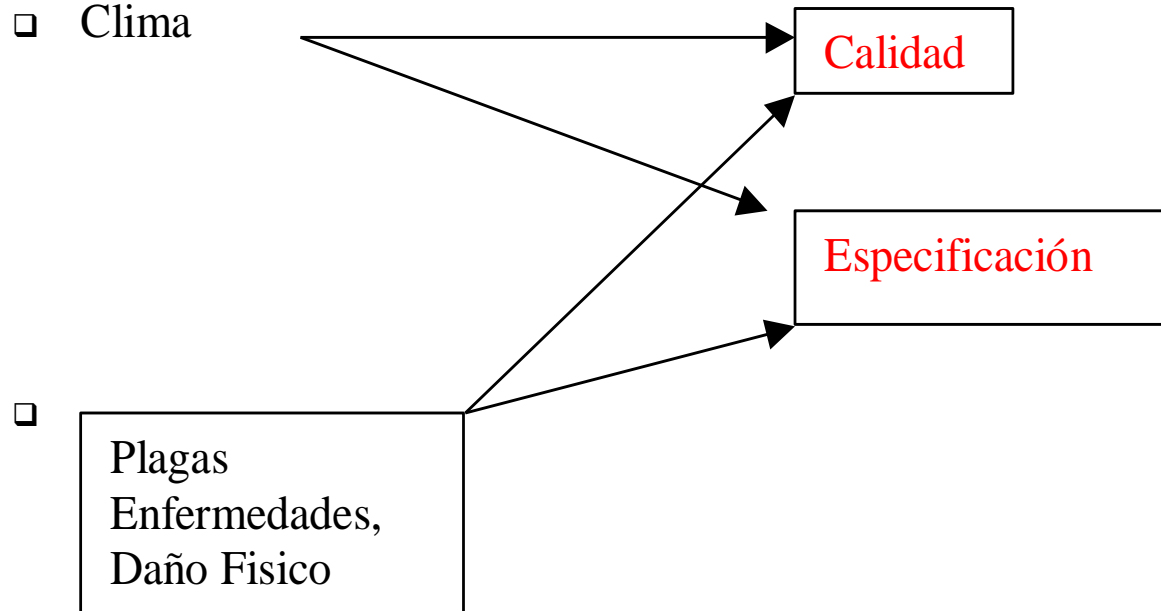 Clima
Calidad
Especificación
Plagas
Enfermedades,
Daño Fisico